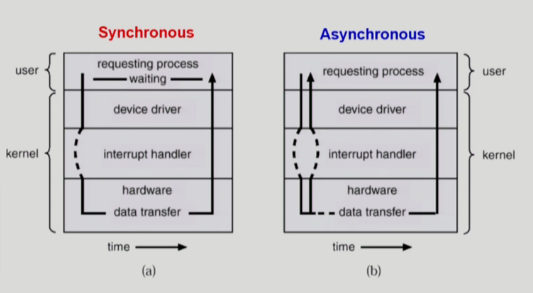 Synchronous
user
requesting process
waiting
device driver
kernel
interrupt handler
hardware
data transfer
time
(a)
Asynchronous
requesting process
user
device driver
interrupt handler
kernel
hardware
data transfer
time
(b)